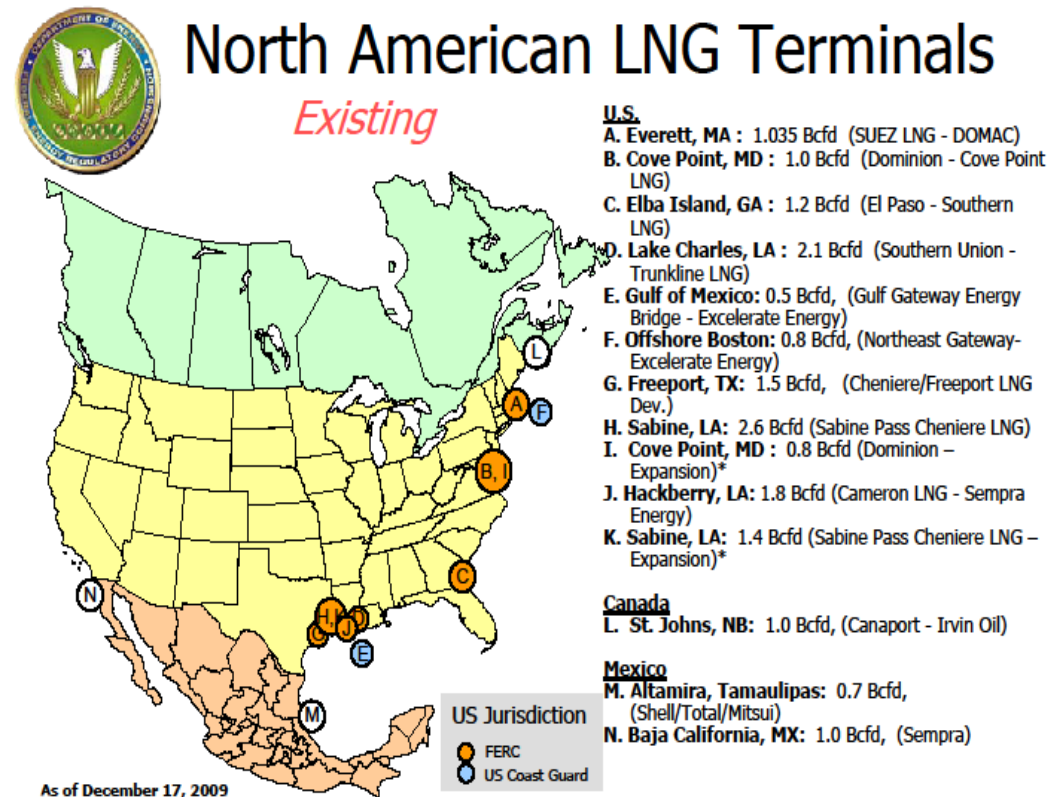 North American LNG Terminals
Existing
U.S.
A. Everett, MA : 1.035 Bcfd (SUEZ LNG - DOMAC)
B. Cove Point, MD : 1.0 Bcfd (Dominion - Cove Point
LNG)
C. Elba Island, GA : 1.2 Bcfd (El Paso - Southern
LNG)
D. Lake Charles, LA : 2.1 Bcfd (Southern Union -
Trunkline LNG)
E. Gulf of Mexico: 0.5 Bcfd, (Gulf Gateway Energy
Bridge - Excelerate Energy)
F. Offshore Boston: 0.8 Bcfd, (Northeast Gateway-
Excelerate Energy)
G. Freeport, TX: 1.5 Bcfd, (Cheniere/Freeport LNG
Dev.)
H. Sabine, LA: 2.6 Bcfd (Sabine Pass Cheniere LNG)
I. Cove Point, MD : 0.8 Bcfd (Dominion –
Expansion)*
J. Hackberry, LA: 1.8 Bcfd (Cameron LNG - Sempra
Energy)
K. Sabine, LA: 1.4 Bcfd (Sabine Pass Cheniere LNG –
Expansion)*
Canada
L. St. Johns, NB: 1.0 Bcfd, (Canaport - Irvin Oil)
Mexico
M. Altamira, Tamaulipas: 0.7 Bcfd,
(Shell/Total/Mitsui)
N. Baja California, MX: 1.0 Bcfd, (Sempra)
L
A
F
B, I
C
N
J
E
M
US Jurisdiction
FERC
US Coast Guard
As of December 17, 2009